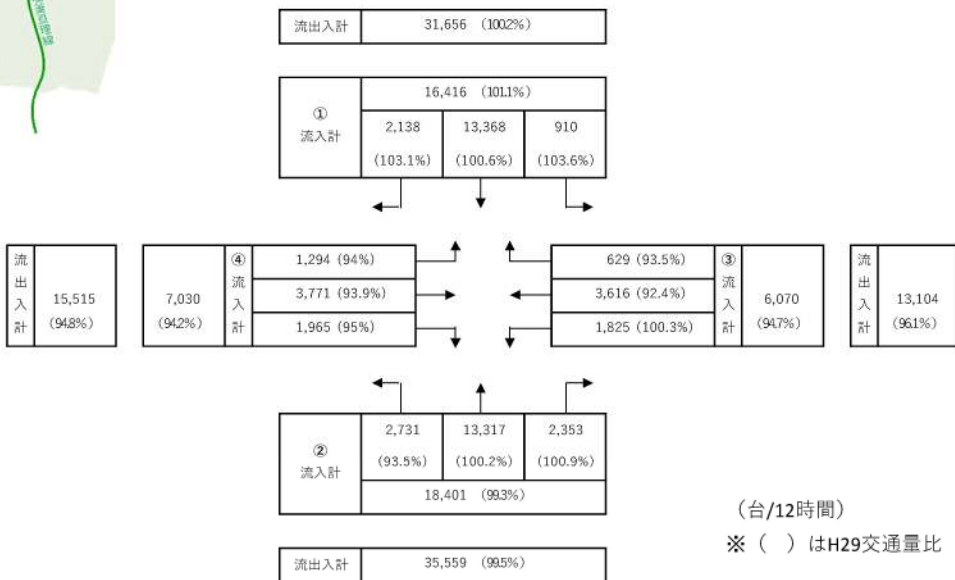 流出入計 31,656 (100.2%)
① 流入計
16,416 (101.1%)
2,138 13,368 910
(103.1%) (100.6%) (103.6%)
流出入計
15,515
(94.8%)
7,030
(94.2%)
④ 流入計
1,294 (94%)
3,771 (93.9%)
1,965 (95%)
629 (93.5%)
3,616 (92.4%)
1,825 (100.3%)
③ 流入計
6,070
(94.7%)
流出入計
13,104
(96.1%)
② 流入計
2,731 13,317 2,353
(93.5%) (100.2%) (100.9%)
18,401 (99.3%)
流出入計 35,559 (99.5%)
(台/12時間)
※ ( ) はH29交通量比